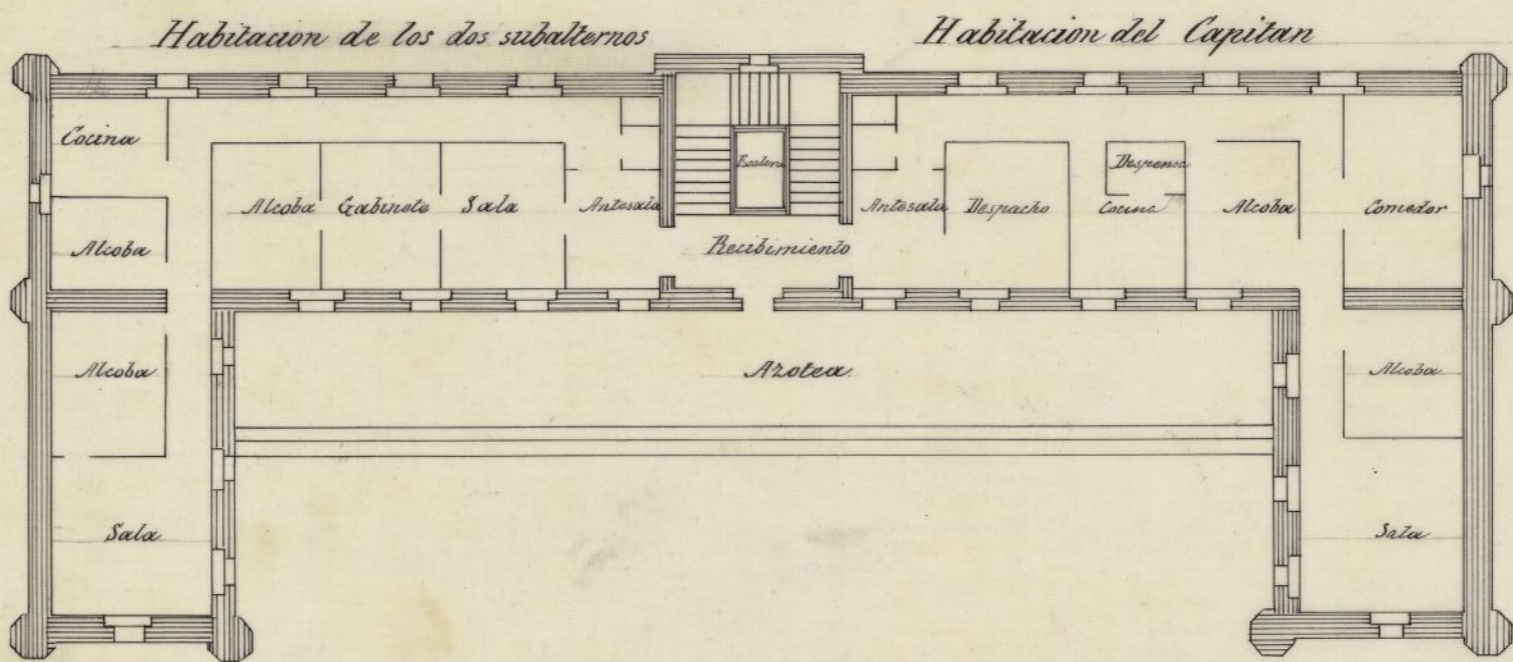 Habitacion de los dos subalternos
Habitacion del Capitan
Cocina
Alcoba
Alcoba
Sala
Alcoba
Gabinete
Sala
Antesala
Escalera
Recibimiento
Antesala
Despacho
Despensa
Cocina
Alcoba
Comedor
Azotea.
Alcoba
Sala